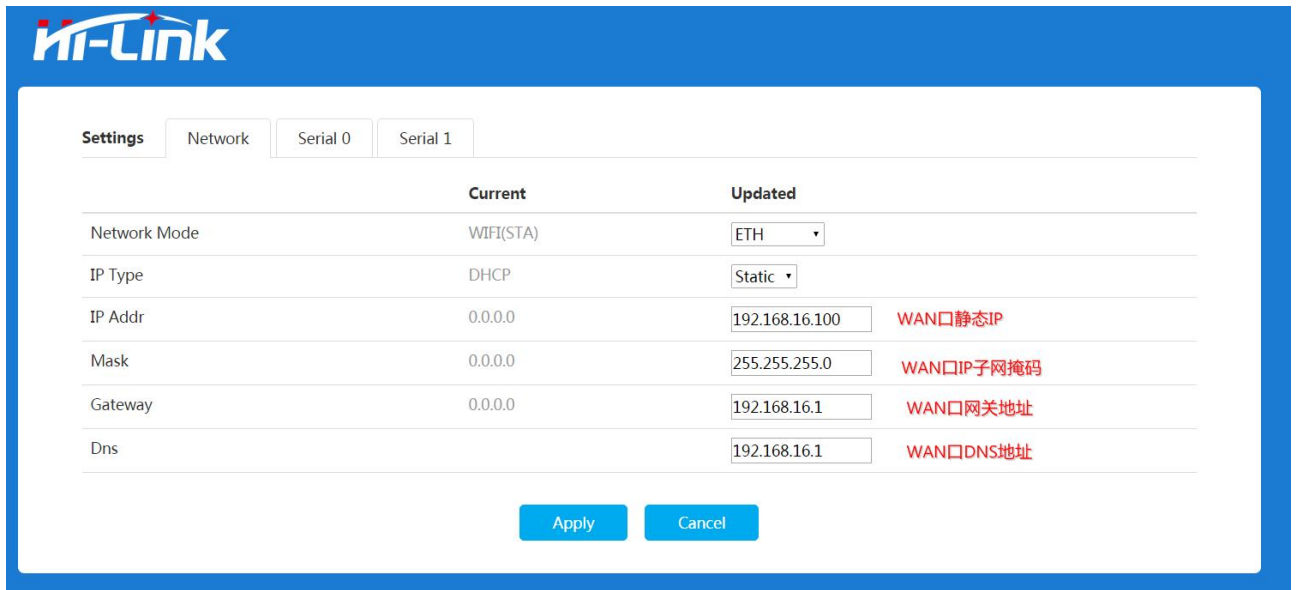 Hi-Link
Settings Network Serial 0 Serial 1
Current Updated
Network Mode WIFI(STA) ETH
IP Type DHCP Static
IP Addr 0.0.0.0 192.168.16.100 WAN口静态IP
Mask 0.0.0.0 255.255.255.0 WAN口IP子网掩码
Gateway 0.0.0.0 192.168.16.1 WAN口网关地址
Dns 192.168.16.1 WAN口DNS地址
Apply Cancel